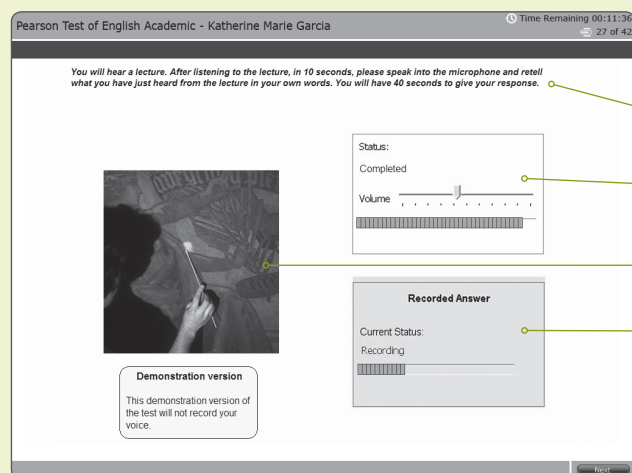 Pearson Test of English Academic - Katherine Marie Garcia
Time Remaining 00:11:36
27 of 42
You will hear a lecture. After listening to the lecture, in 10 seconds, please speak into the microphone and retell
what you have just heard from the lecture in your own words. You will have 40 seconds to give your response.
Status:
Completed
Volume
Recorded Answer
Current Status:
Recording
Demonstration version
This demonstration version of
the test will not record your
voice.
Next